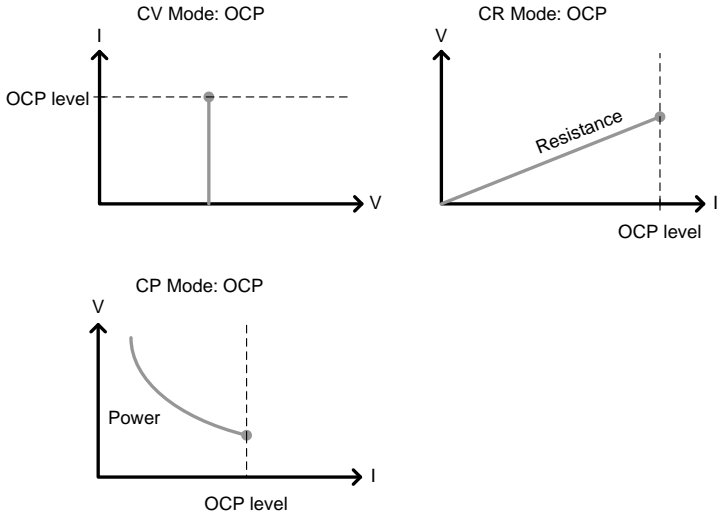 CV Mode: OCP
I
OCP level
V
CR Mode: OCP
V
Resistance
I
OCP level
CP Mode: OCP
V
Power
I
OCP level